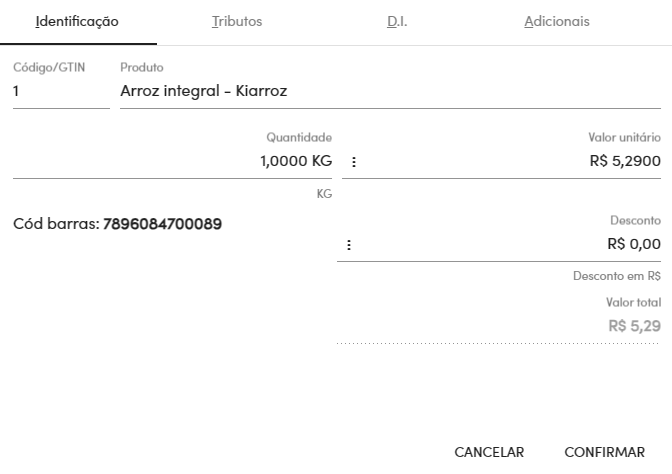 Identificação Tributos D.I. Adicionais
Código/GTIN Produto
1 Arroz integral - Kiarroz
Quantidade Valor unitário
1,0000 KG R$ 5,2900
KG
Cód barras: 7896084700089
Desconto
R$ 0,00
Desconto em R$
Valor total
R$ 5,29
CANCELAR CONFIRMAR